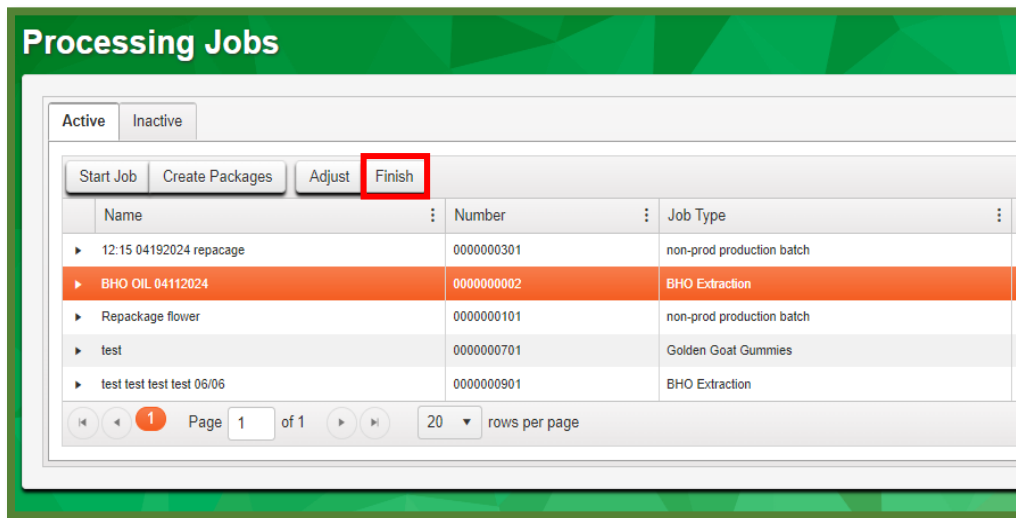 Processing Jobs
Active Inactive
Start Job Create Packages Adjust Finish
Name Number Job Type
12:15 04192024 repacage 0000000301 non-prod production batch
BHO OIL 04112024 0000000002 BHO Extraction
Repackage flower 0000000101 non-prod production batch
test 0000000701 Golden Goat Gummies
test test test test 06/06 0000000901 BHO Extraction
1 Page 1 of 1 20 rows per page